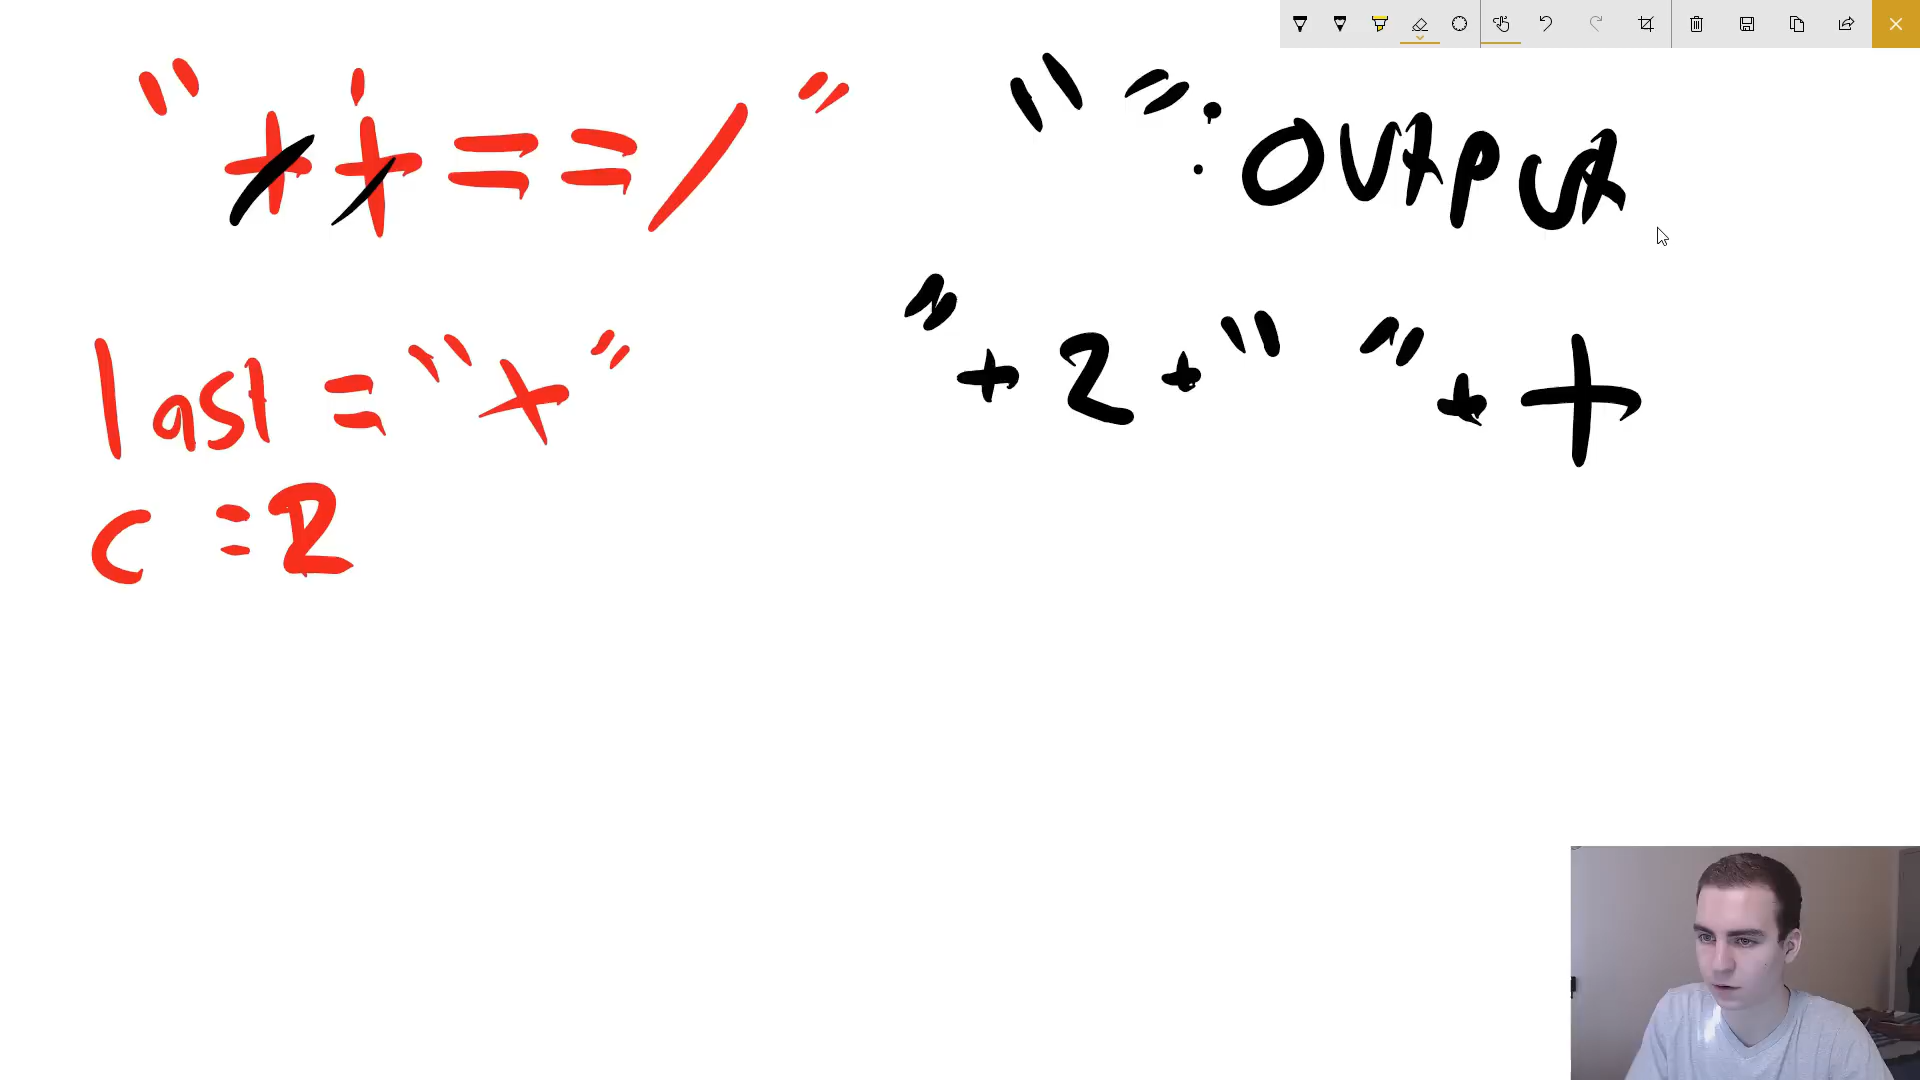 "++==/"
"": output
last = "+"
"+2+" "++
c = 2